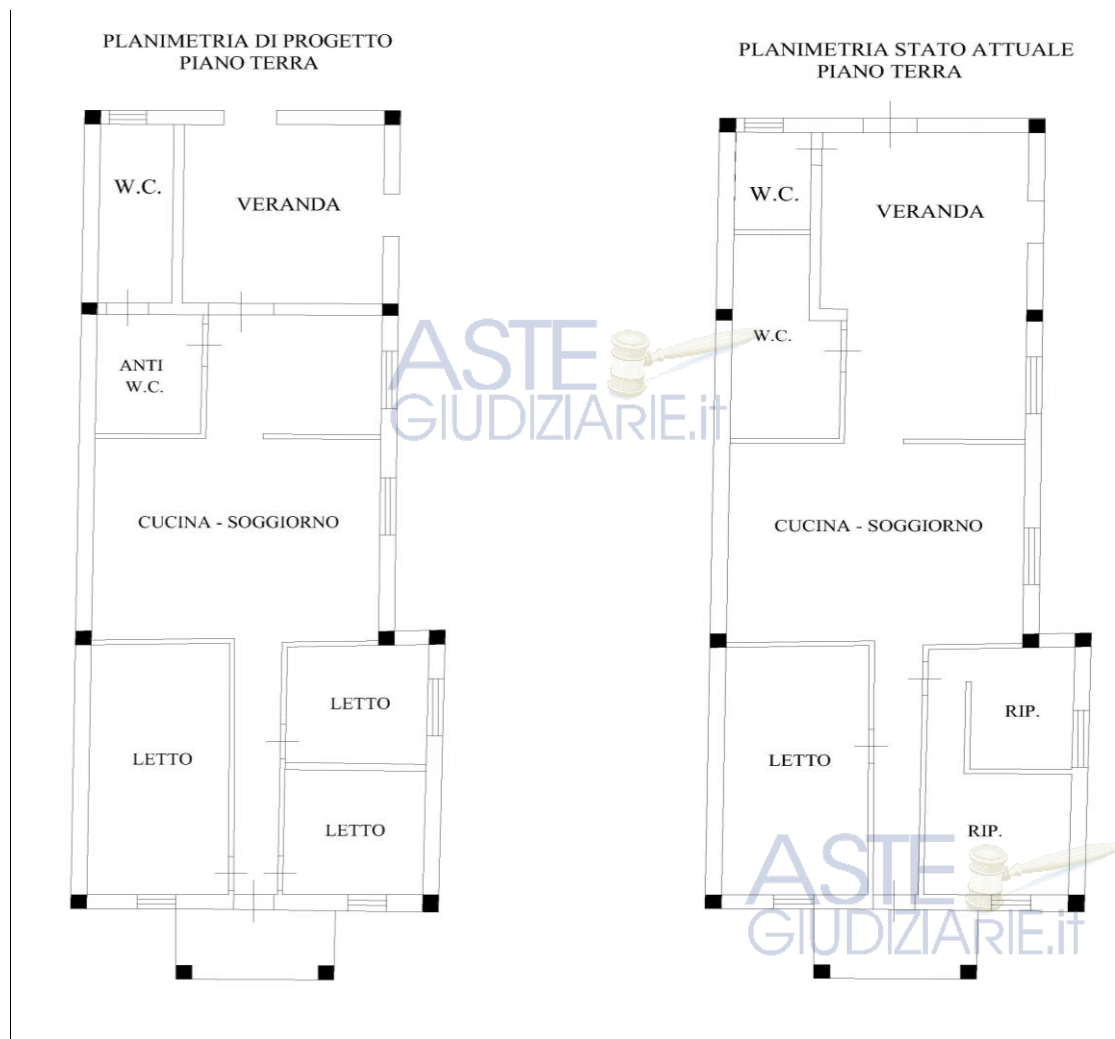 PLANIMETRIA DI PROGETTO
PIANO TERRA
W.C.
VERANDA
ANTI
W.C.
CUCINA - SOGGIORNO
LETTO
LETTO
LETTO
PLANIMETRIA STATO ATTUALE
PIANO TERRA
W.C.
VERANDA
W.C.
CUCINA - SOGGIORNO
RIP.
LETTO
RIP.
ASTE
GIUDIZIARIE.it
ASTE
GIUDIZIARIE.it